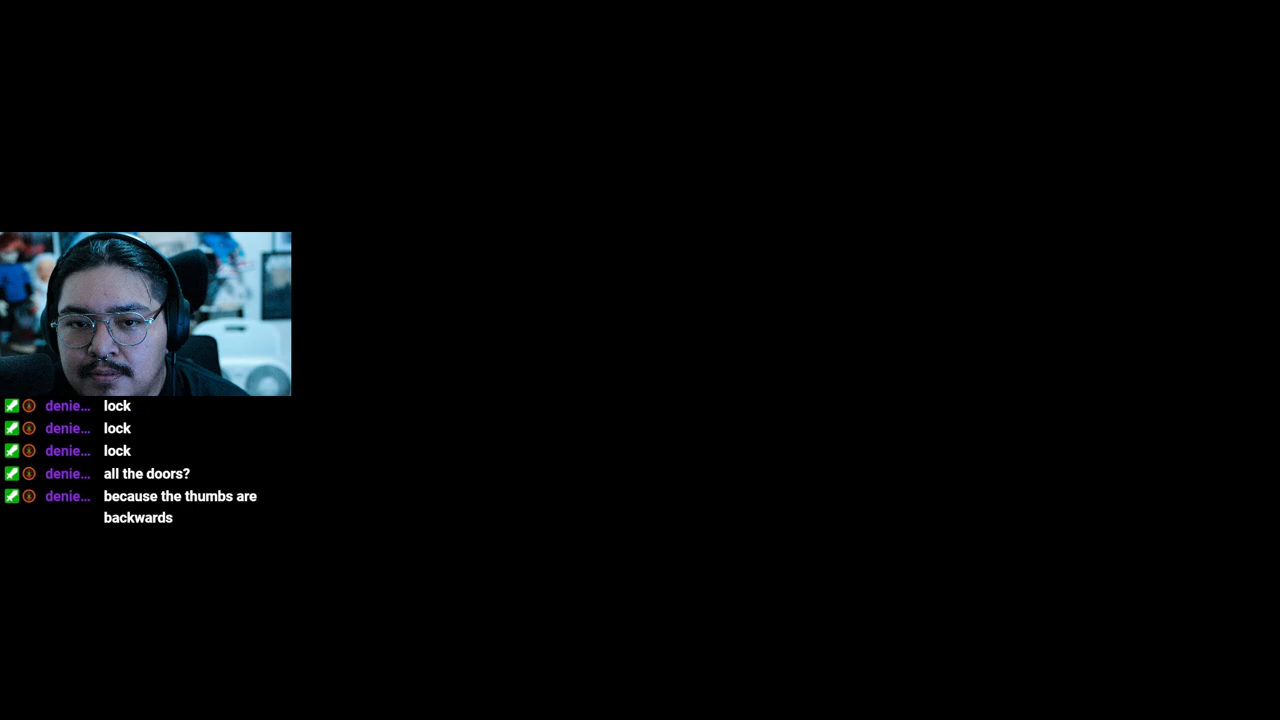 denie... lock
denie... lock
denie... lock
denie... all the doors?
denie... because the thumbs are
backwards